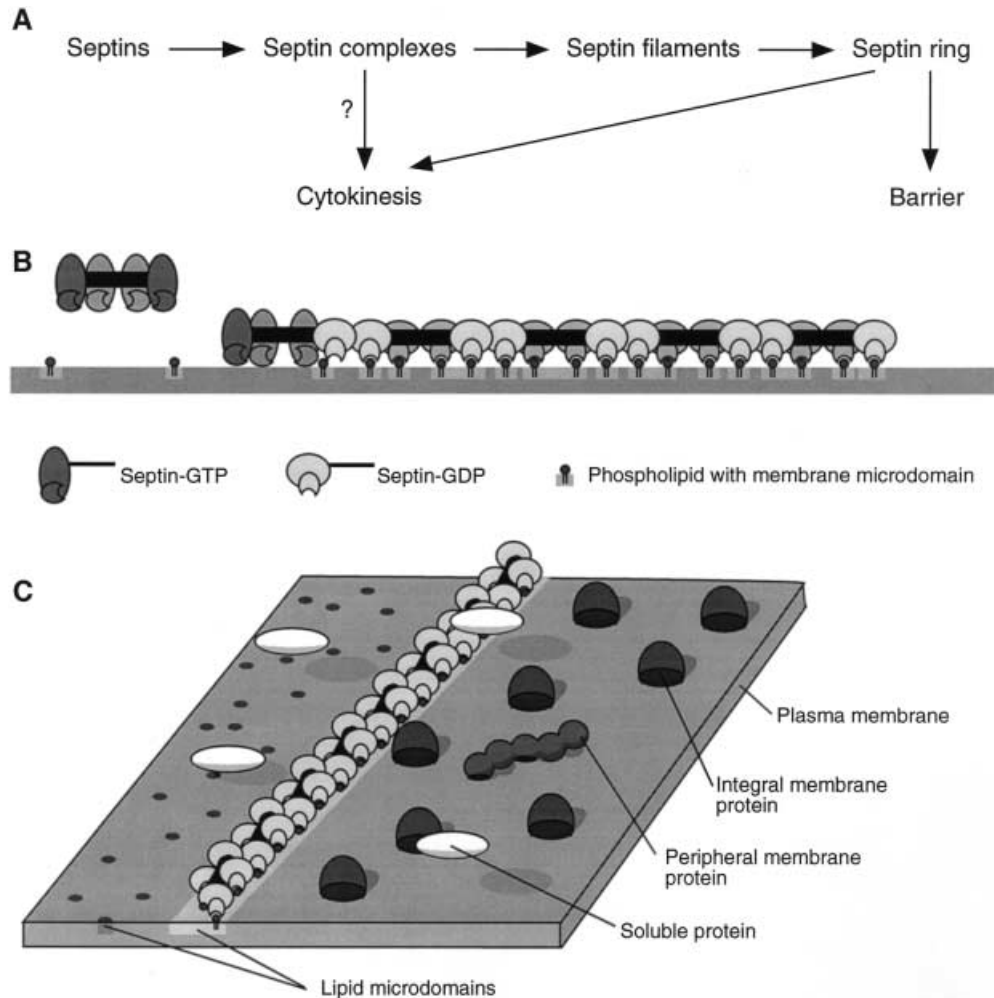 A
Septins
Septin complexes
Septin filaments
Septin ring
?
Cytokinesis
Barrier
B
Septin-GTP
Septin-GDP
Phospholipid with membrane microdomain
C
Plasma membrane
Integral membrane
protein
Peripheral membrane
protein
Soluble protein
Lipid microdomains